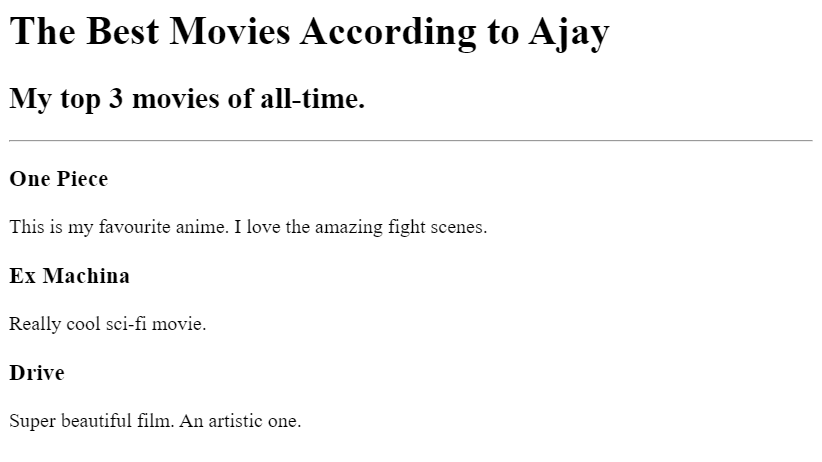 The Best Movies According to Ajay
My top 3 movies of all-time.
One Piece
This is my favourite anime. I love the amazing fight scenes.
Ex Machina
Really cool sci-fi movie.
Drive
Super beautiful film. An artistic one.